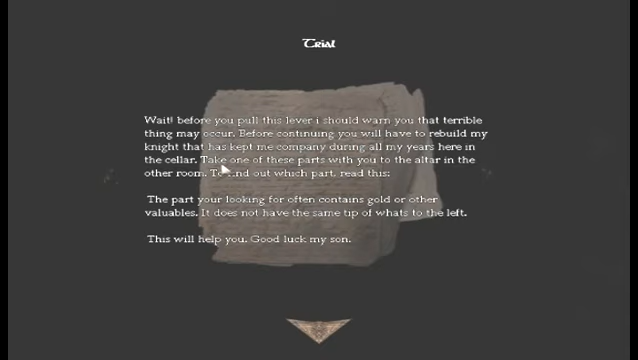 Trial
Wait! before you pull this lever i should warn you that terrible
thing may occur. Before continuing you will have to rebuild my
knight that has kept me company during all my years here in
the cellar. Take one of these parts with you to the altar in the
other room. To find out which part, read this:
The part your looking for often contains gold or other
valuables. It does not have the same tip of whats to the left.
This will help you. Good luck my son.